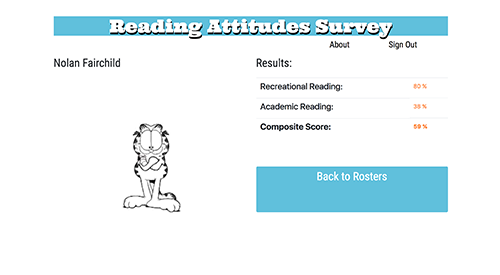 Reading Attitudes Survey
About
Sign Out
Nolan Fairchild
Results:
Recreational Reading: 80 %
Academic Reading: 38 %
Composite Score: 59 %
Back to Rosters